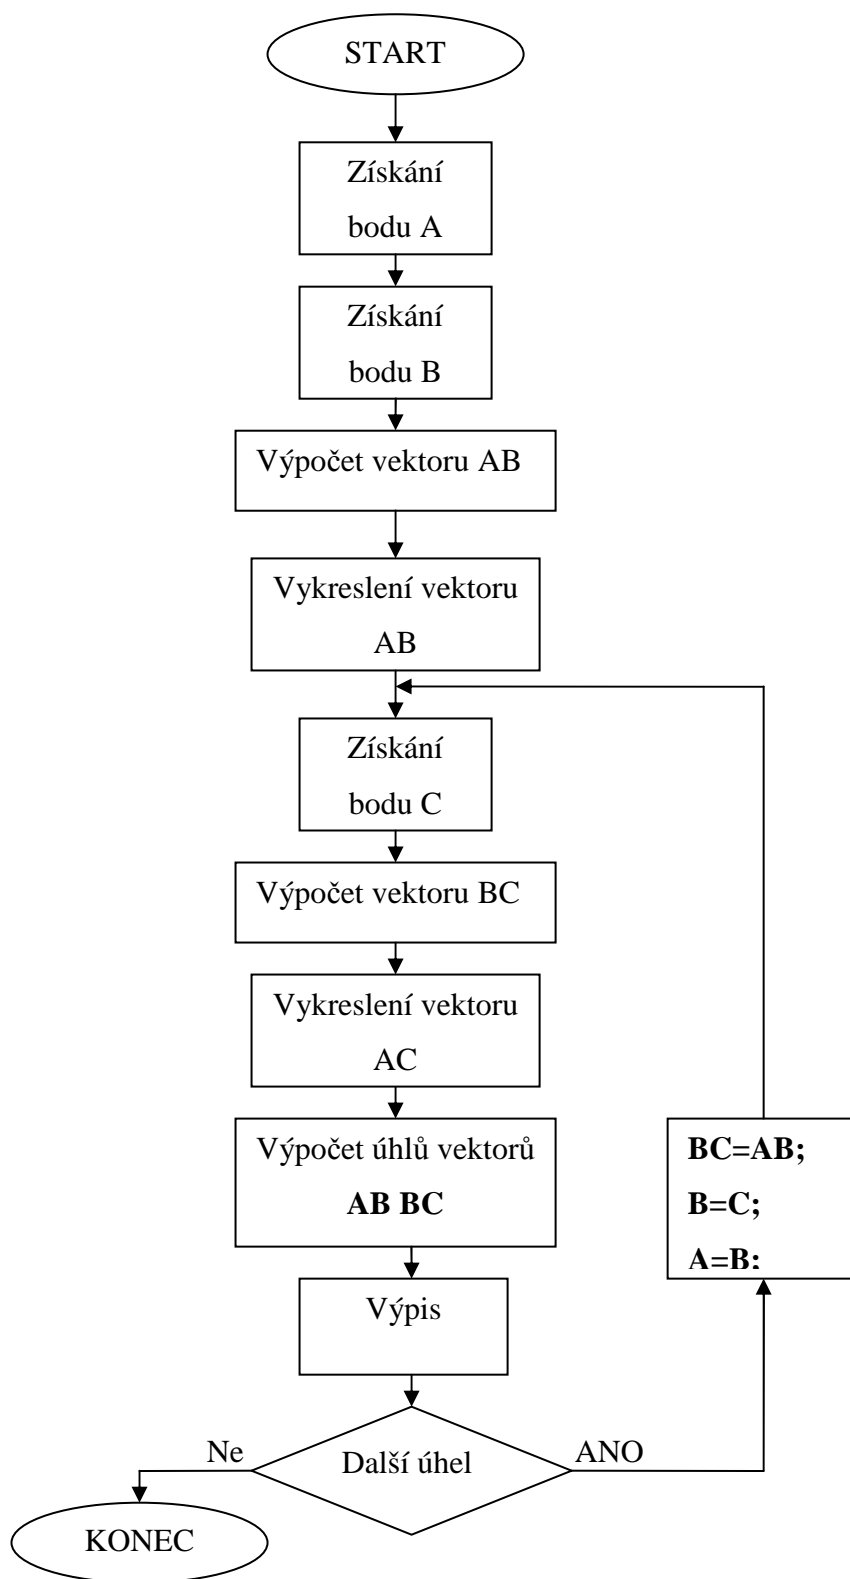 START
Získání
bodu A
Získání
bodu B
Výpočet vektoru AB
Vykreslení vektoru
AB
Získání
bodu C
Výpočet vektoru BC
Vykreslení vektoru
AC
Výpočet úhlů vektorů
AB BC
BC=AB;
B=C;
A=B;
Výpis
Ne
Další úhel
ANO
KONEC